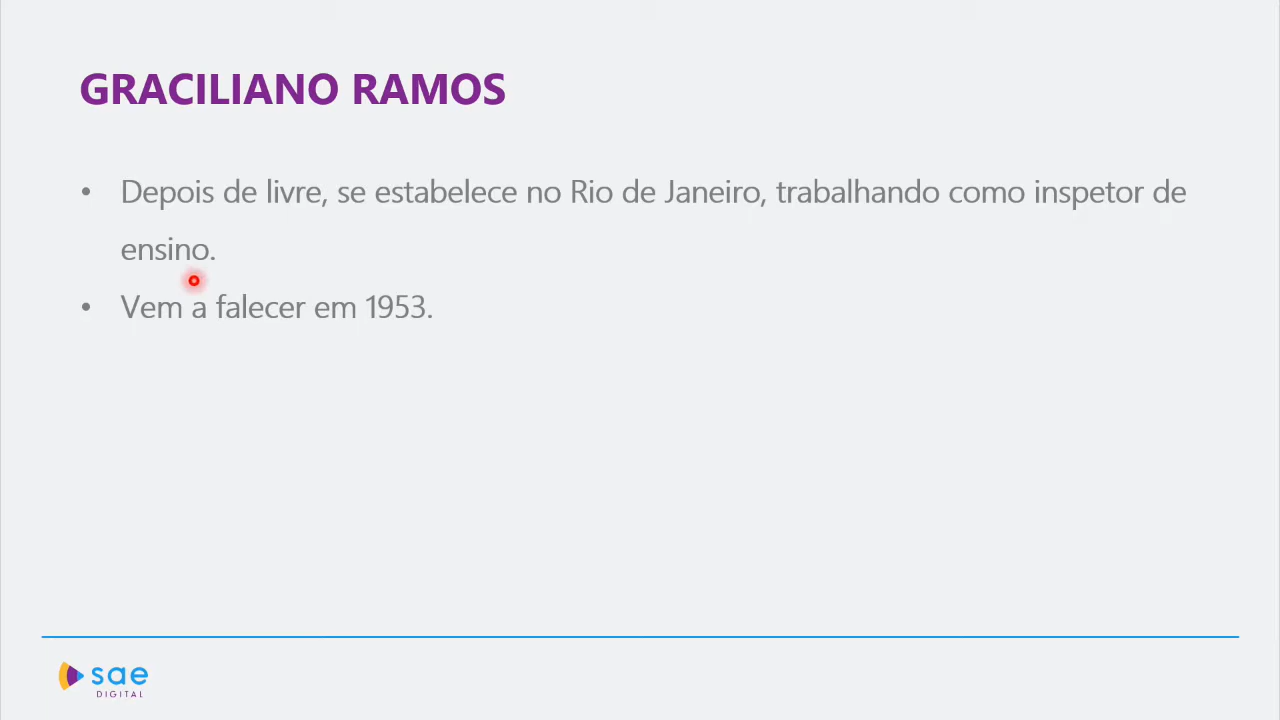 GRACILIANO RAMOS
• Depois de livre, se estabelece no Rio de Janeiro, trabalhando como inspetor de
ensino.
• Vem a falecer em 1953.
sae
DIGITAL